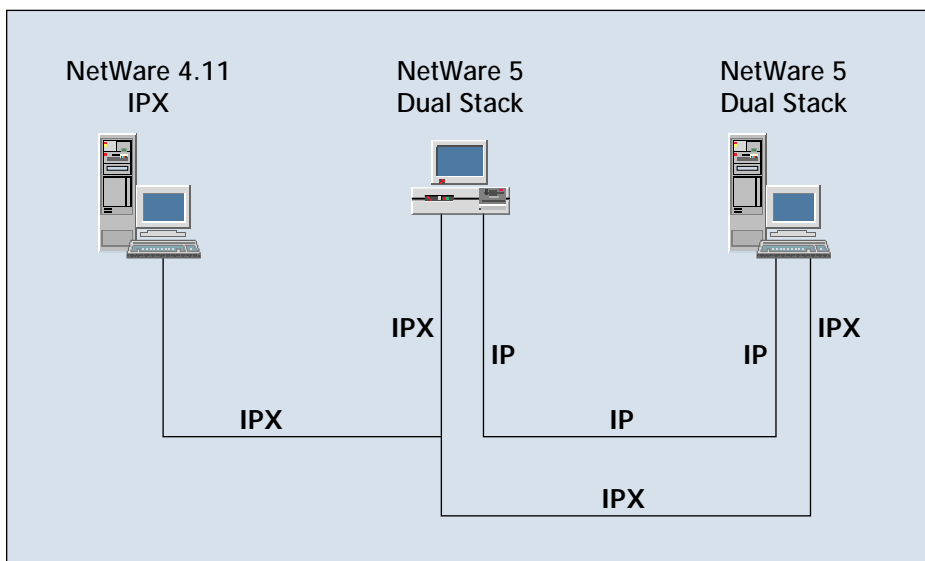 NetWare 4.11
IPX
NetWare 5
Dual Stack
NetWare 5
Dual Stack
IPX
IP
IP
IPX
IPX
IP
IPX